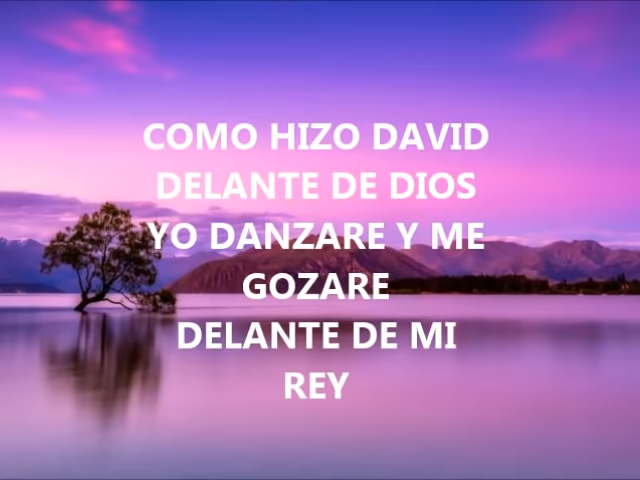 COMO HIZO DAVID
DELANTE DE DIOS
YO DANZARE Y ME
GOZARE
DELANTE DE MI
REY